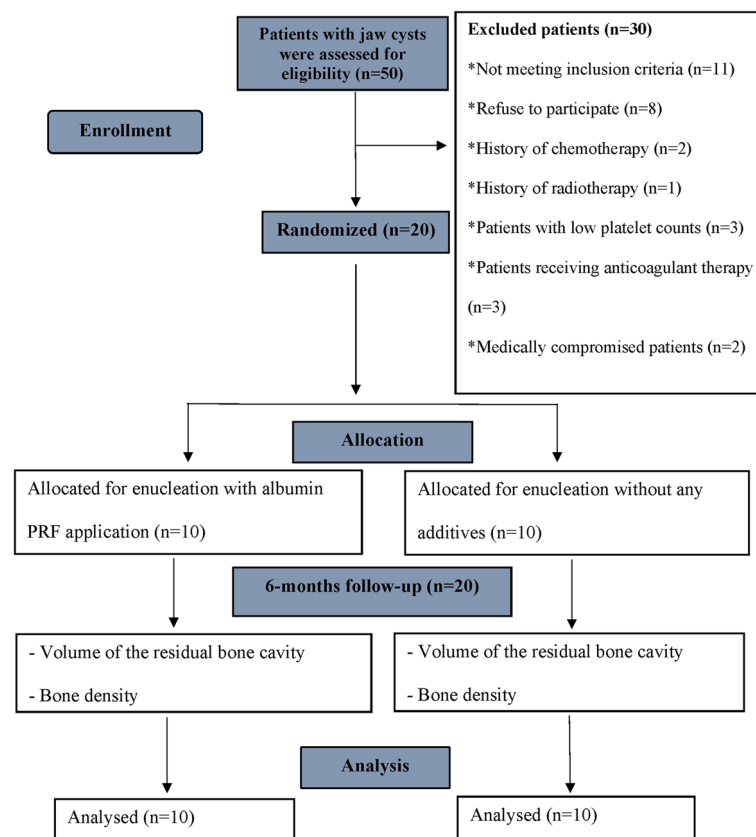 Patients with jaw cysts
were assessed for
eligibility (n=50)
Excluded patients (n=30)
*Not meeting inclusion criteria (n=11)
*Refuse to participate (n=8)
*History of chemotherapy (n=2)
*History of radiotherapy (n=1)
*Patients with low platelet counts (n=3)
*Patients receiving anticoagulant therapy
(n=3)
*Medically compromised patients (n=2)
Enrollment
Randomized (n=20)
Allocation
Allocated for enucleation with albumin
PRF application (n=10)
Allocated for enucleation without any
additives (n=10)
6-months follow-up (n=20)
- Volume of the residual bone cavity
- Bone density
- Volume of the residual bone cavity
- Bone density
Analysis
Analysed (n=10)
Analysed (n=10)